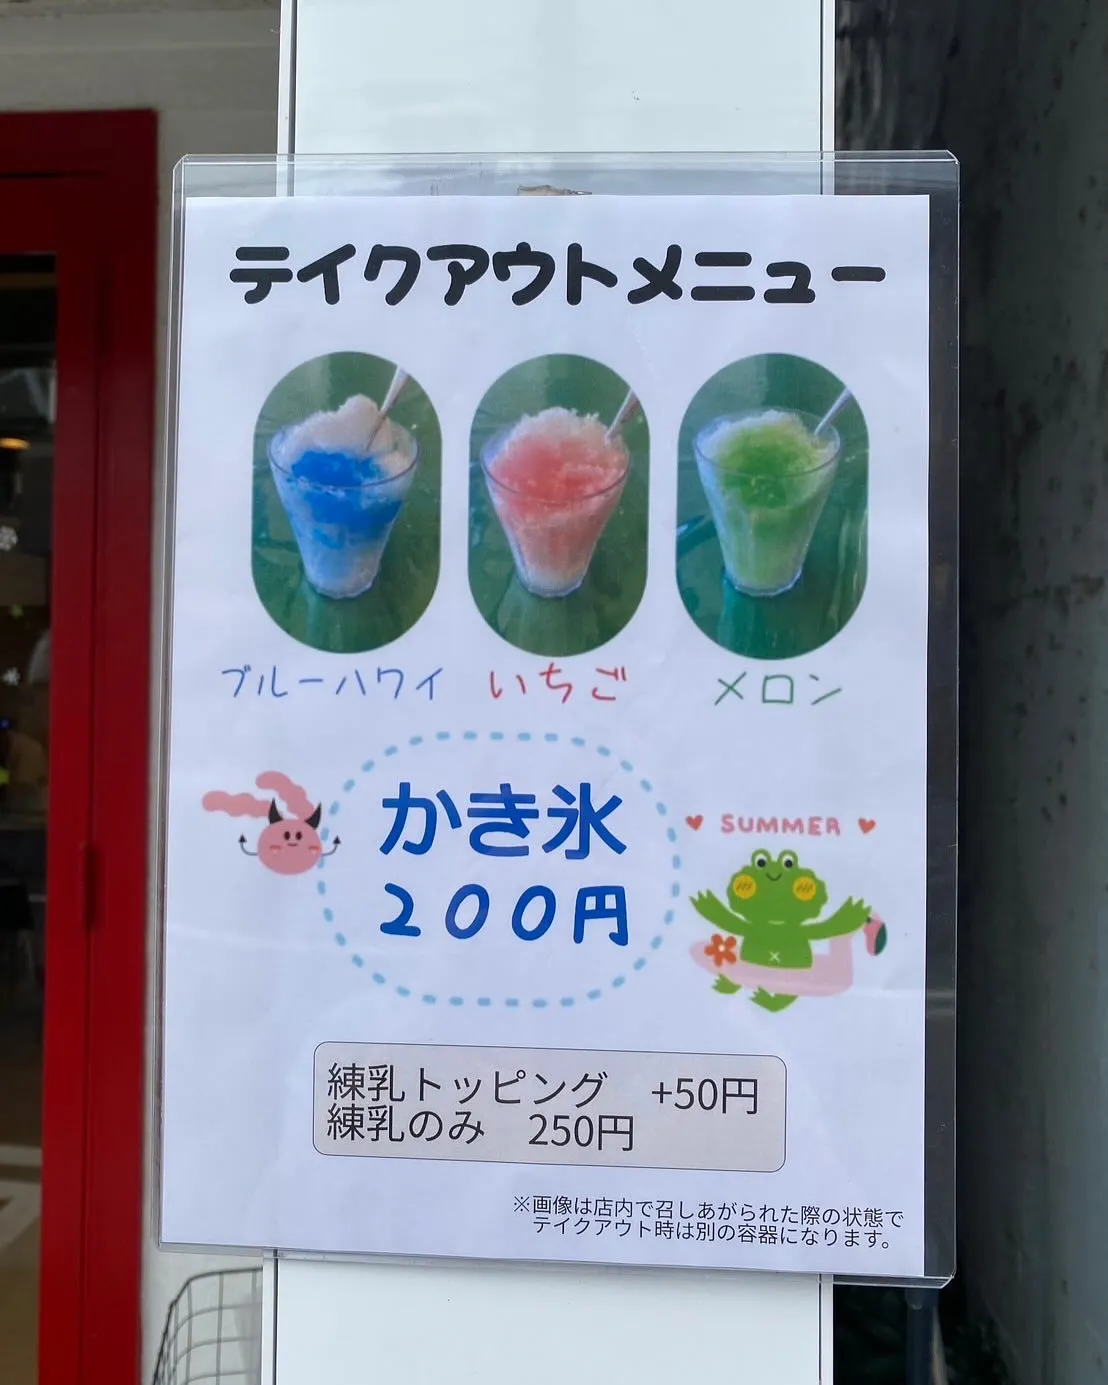 テイクアウトメニュー
ブルーハワイ いちご メロン
かき氷
200円
SUMMER
練乳トッピング +50円
練乳のみ 250円
※画像は店内で召しあがられた際の状態で
テイクアウト時は別の容器になります。